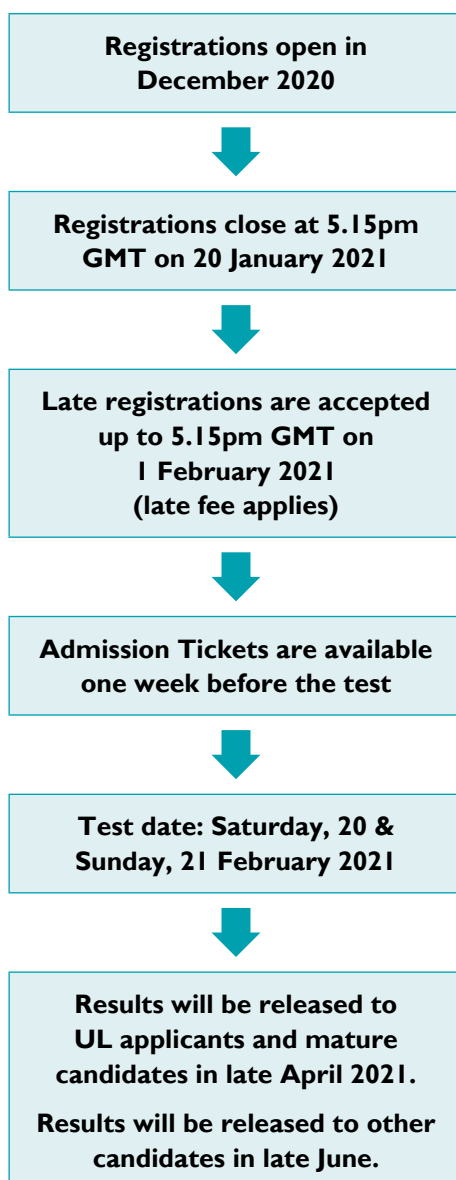 Registrations open in
December 2020
Registrations close at 5.15pm
GMT on 20 January 2021
Late registrations are accepted
up to 5.15pm GMT on
1 February 2021
(late fee applies)
Admission Tickets are available
one week before the test
Test date: Saturday, 20 &
Sunday, 21 February 2021
Results will be released to
UL applicants and mature
candidates in late April 2021.
Results will be released to other
candidates in late June.